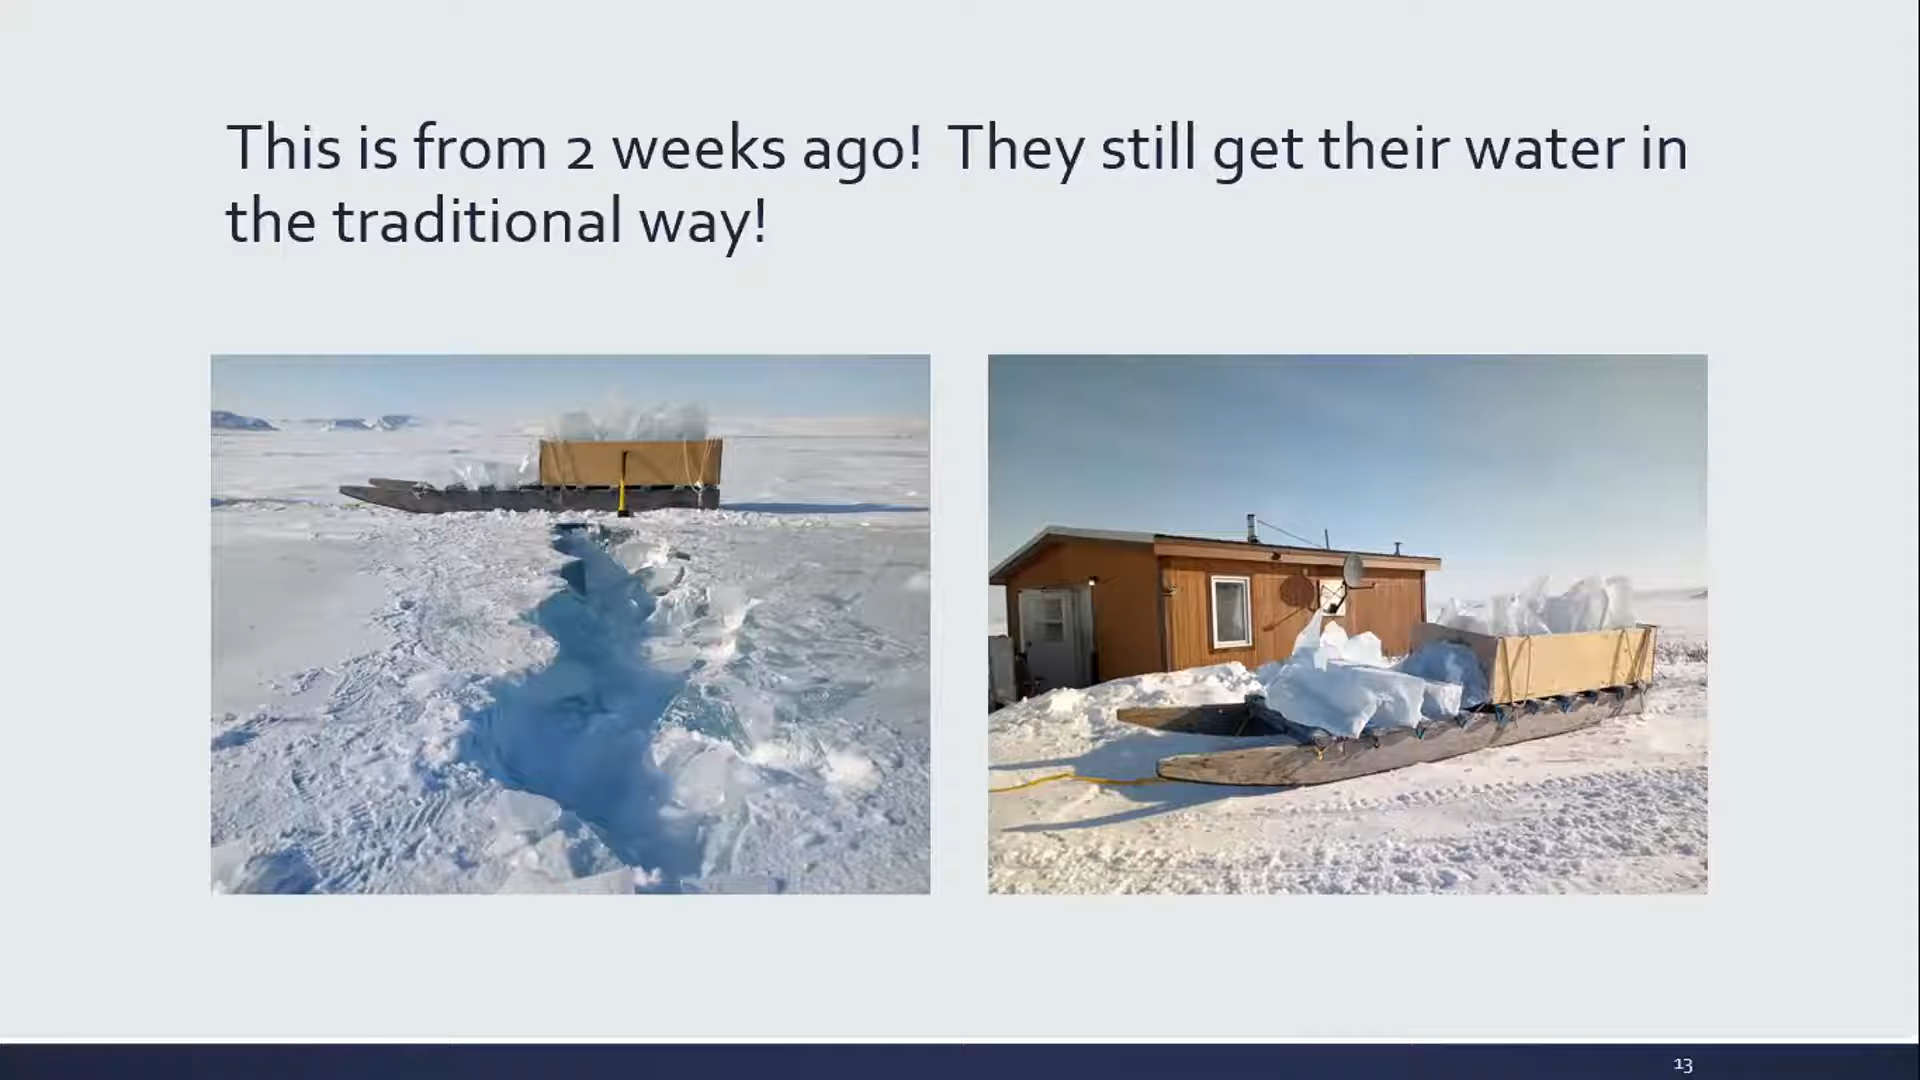 This is from 2 weeks ago!  They still get their water in
the traditional way!
13